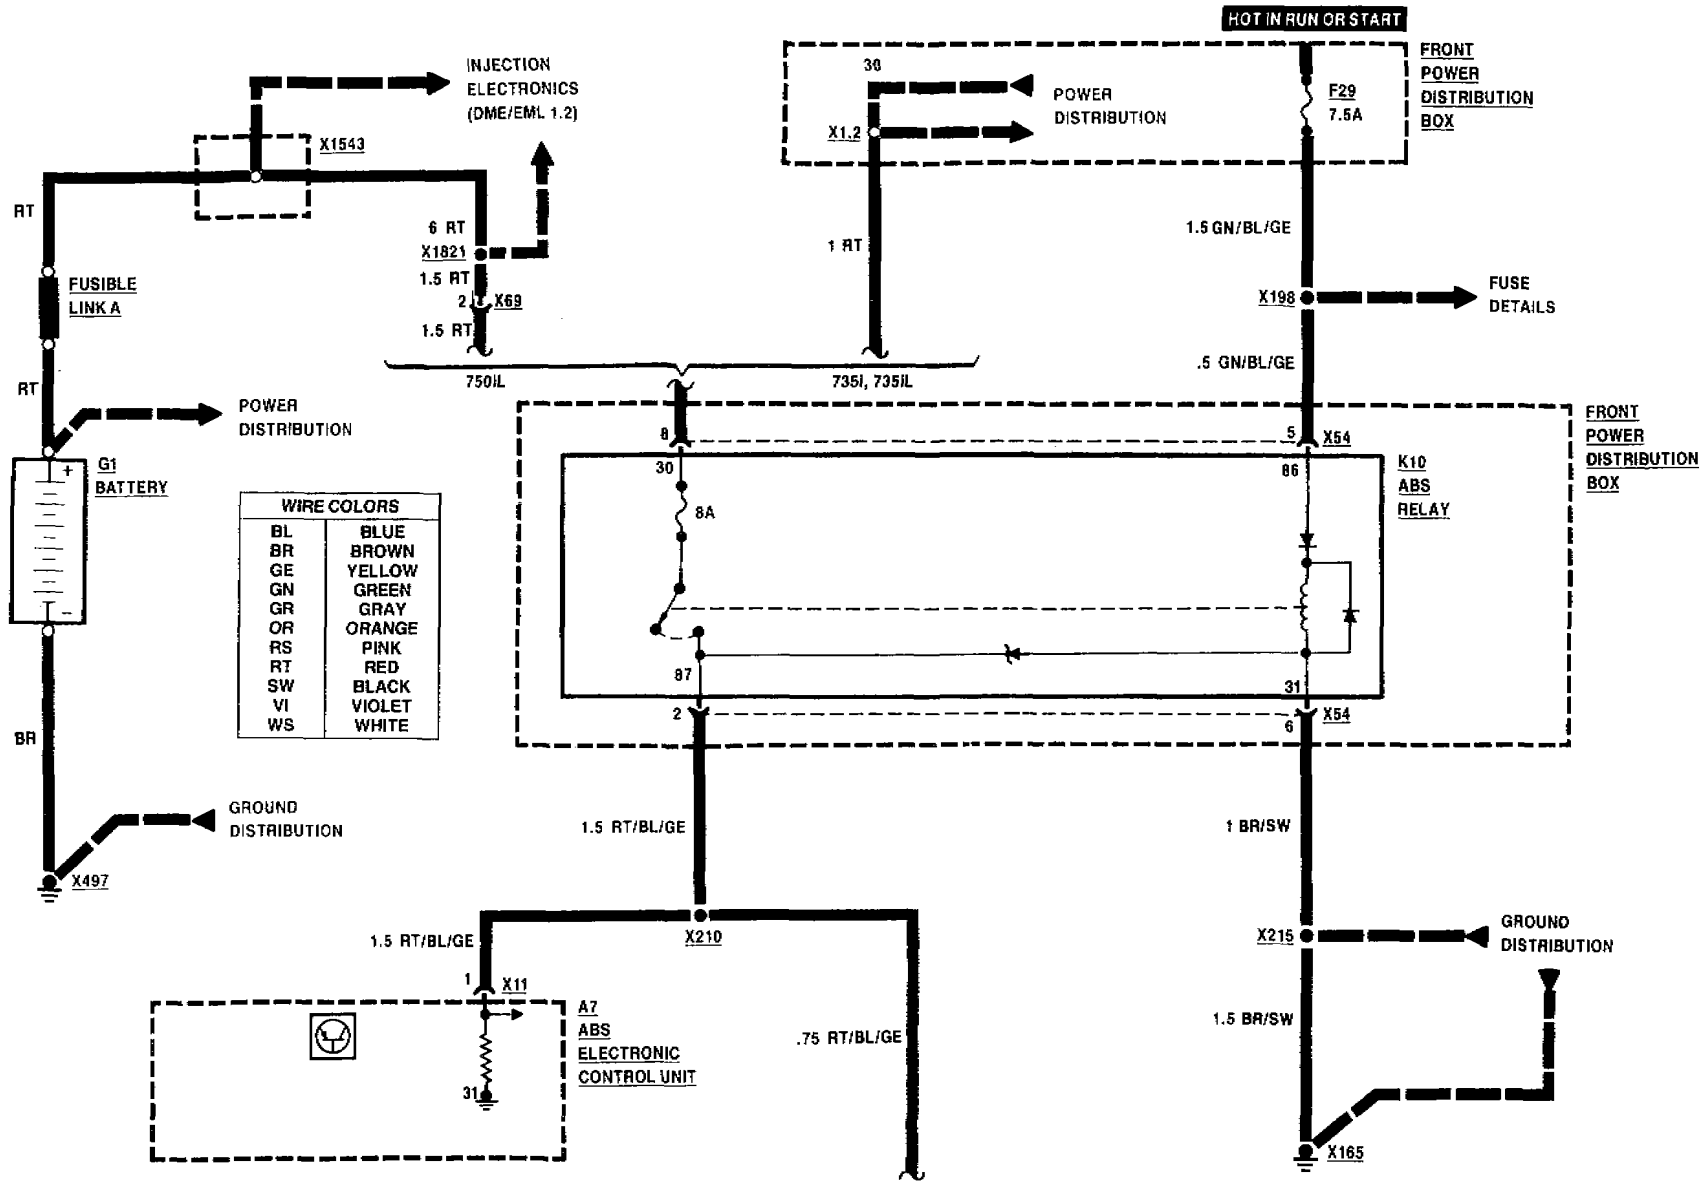 HOT IN RUN OR START
FRONT
POWER
DISTRIBUTION
BOX
30
POWER
DISTRIBUTION
X1,2
F29
7.5A
INJECTION
ELECTRONICS
(DME/EML 1.2)
X1543
RT
6 RT
X1821
1.5 RT
2
X69
1.5 RT
1 RT
1.5 GN/BL/GE
X198
FUSE
DETAILS
.5 GN/BL/GE
FUSIBLE
LINK A
RT
750iL
735i, 735iL
POWER
DISTRIBUTION
G1
BATTERY
+
−
BR
WIRE COLORS
BL BLUE
BR BROWN
GE YELLOW
GN GREEN
GR GRAY
OR ORANGE
RS PINK
RT RED
SW BLACK
VI VIOLET
WS WHITE
FRONT
POWER
DISTRIBUTION
BOX
8
5
X54
30
86
K10
ABS
RELAY
8A
87
31
2
6
X54
GROUND
DISTRIBUTION
X497
1.5 RT/BL/GE
1 BR/SW
X210
1.5 RT/BL/GE
1
X11
X215
GROUND
DISTRIBUTION
A7
ABS
ELECTRONIC
CONTROL UNIT
31
.75 RT/BL/GE
1.5 BR/SW
X165